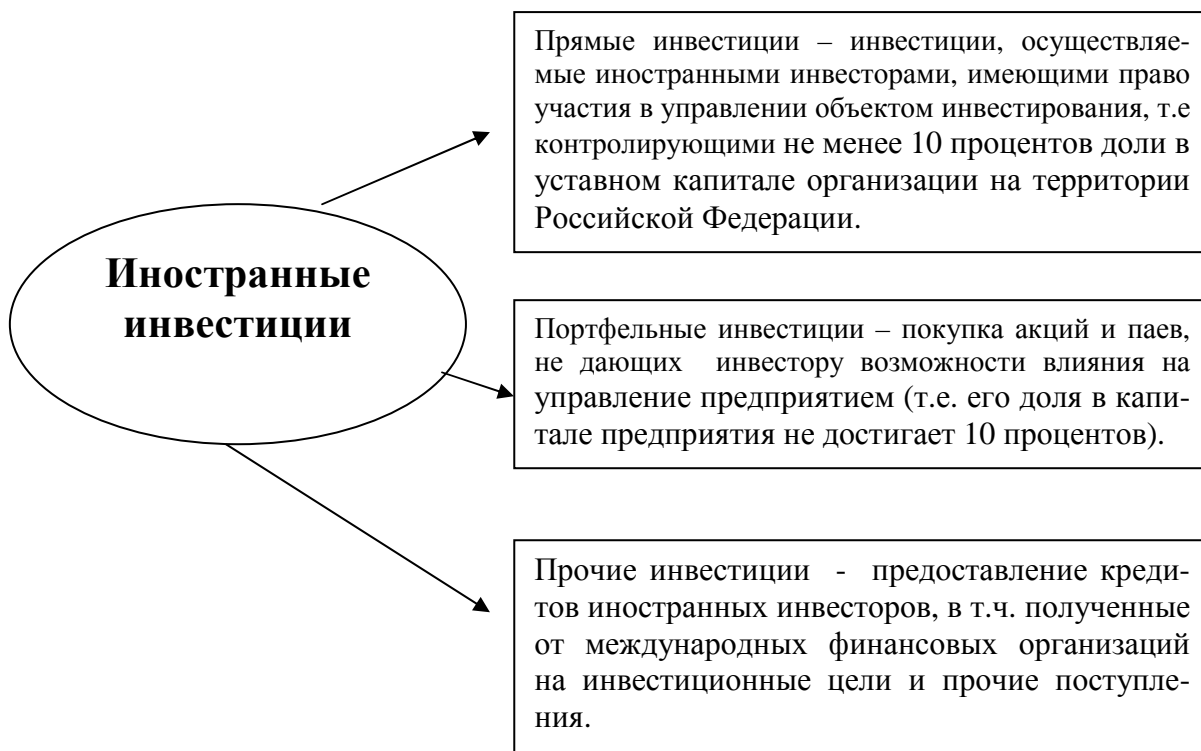 Прямые инвестиции – инвестиции, осуществляе-
мые иностранными инвесторами, имеющими право
участия в управлении объектом инвестирования, т.е
контролирующими не менее 10 процентов доли в
уставном капитале организации на территории
Российской Федерации.
Иностранные
инвестиции
Портфельные инвестиции – покупка акций и паев,
не дающих инвестору возможности влияния на
управление предприятием (т.е. его доля в капи-
тале предприятия не достигает 10 процентов).
Прочие инвестиции - предоставление креди-
тов иностранных инвесторов, в т.ч. полученные
от международных финансовых организаций
на инвестиционные цели и прочие поступле-
ния.